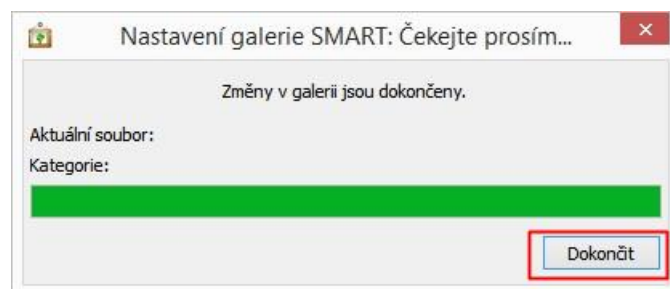 Nastavení galerie SMART: Čekejte prosím...
Změny v galerii jsou dokončeny.
Aktuální soubor:
Kategorie:
Dokončit